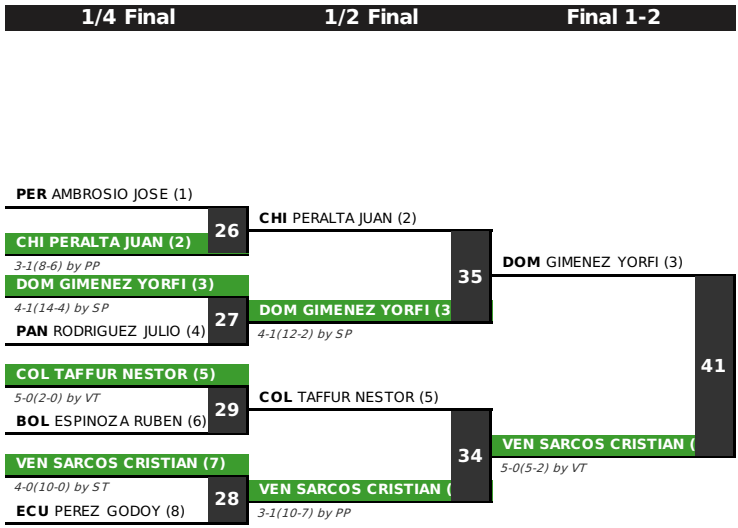 1/4 Final 1/2 Final Final 1-2
PER AMBROSIO JOSE (1)
CHI PERALTA JUAN (2)
26
3-1(8-6) by PP
DOM GIMENEZ YORFI (3)
4-1(14-4) by SP
27
PAN RODRIGUEZ JULIO (4)
COL TAFFUR NESTOR (5)
5-0(2-0) by VT
29
BOL ESPINOZA RUBEN (6)
VEN SARCOS CRISTIAN (7)
4-0(10-0) by ST
28
ECU PEREZ GODOY (8)
CHI PERALTA JUAN (2)
35
DOM GIMENEZ YORFI (3
4-1(12-2) by SP
COL TAFFUR NESTOR (5)
34
VEN SARCOS CRISTIAN (
3-1(10-7) by PP
DOM GIMENEZ YORFI (3)
41
VEN SARCOS CRISTIAN (
5-0(5-2) by VT